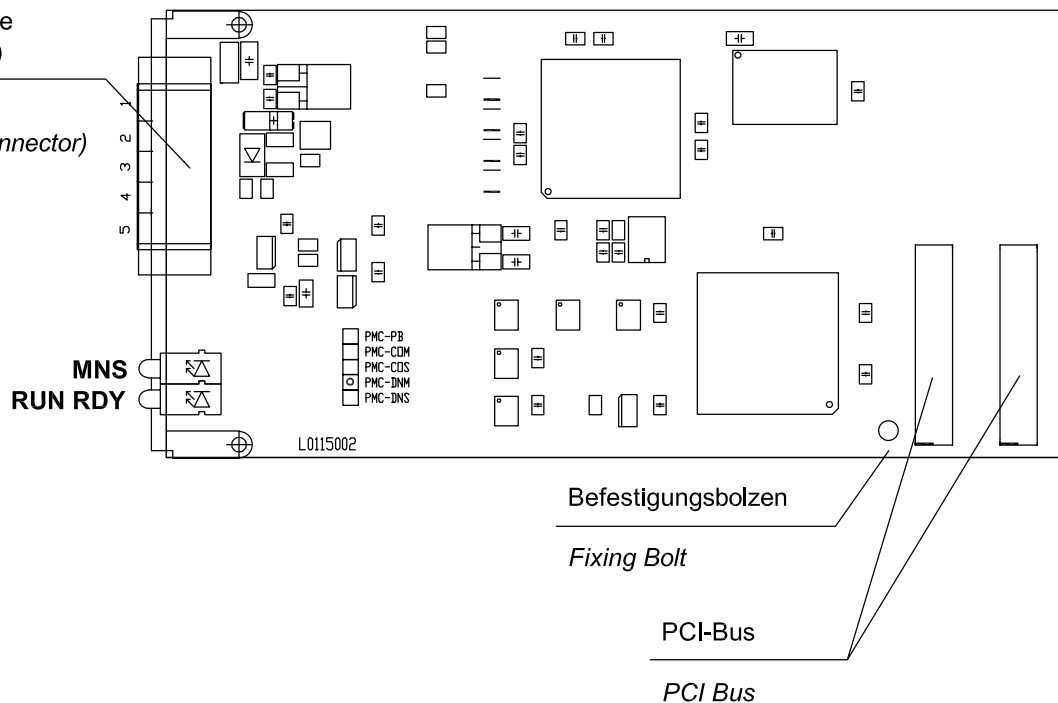 e
)
nnector)
1
2
3
4
5
PMC-PB
PMC-COM
PMC-COS
PMC-DNM
PMC-DNS
MNS
RUN RDY
L0115002
Befestigungsbolzen
Fixing Bolt
PCI-Bus
PCI Bus